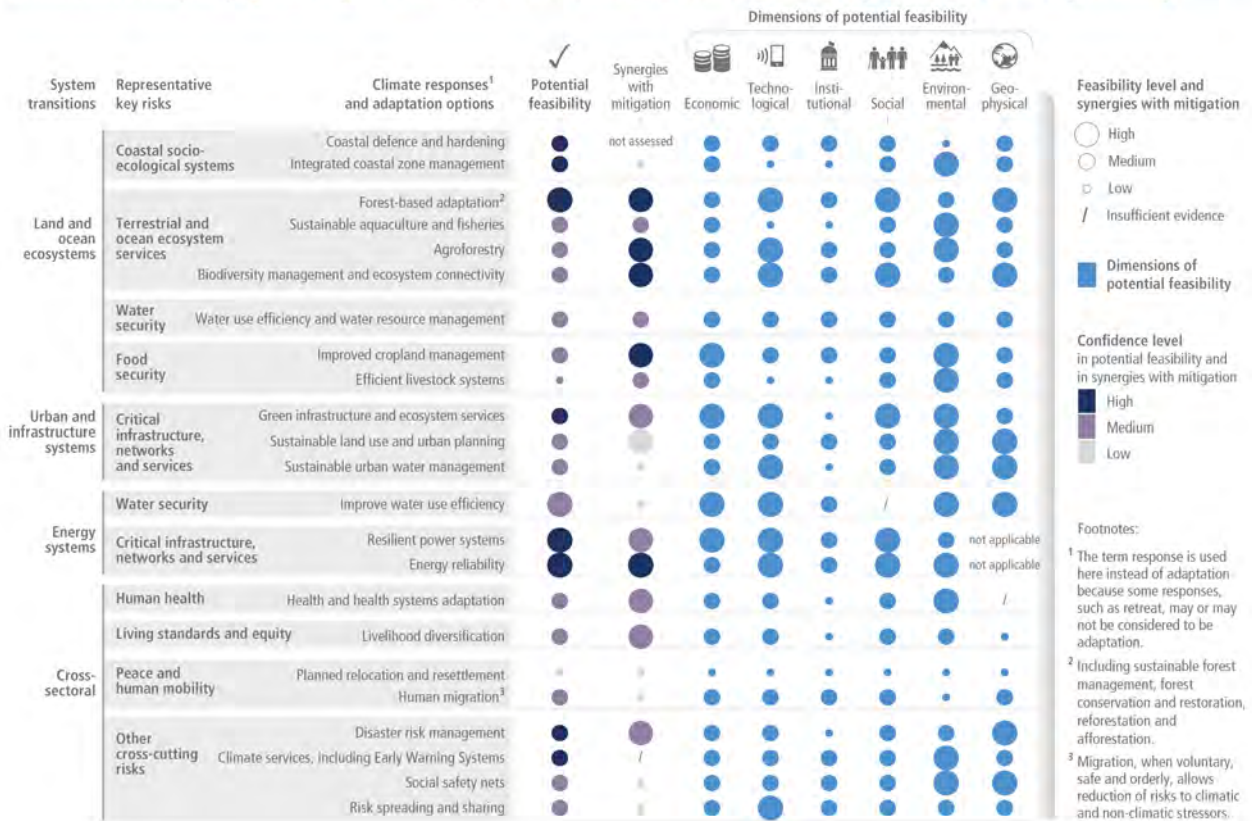 Dimensions of potential feasibility
System transitions
Representative key risks
Climate responses¹ and adaptation options
Potential feasibility
Synergies with mitigation
Economic
Techno-logical
Insti-tutional
Social
Environ-mental
Geo-physical
Land and ocean ecosystems
Coastal socio-ecological systems
Coastal defence and hardening
not assessed
Integrated coastal zone management
Terrestrial and ocean ecosystem services
Forest-based adaptation²
Sustainable aquaculture and fisheries
Agroforestry
Biodiversity management and ecosystem connectivity
Water security
Water use efficiency and water resource management
Food security
Improved cropland management
Efficient livestock systems
Urban and infrastructure systems
Critical infrastructure, networks and services
Green infrastructure and ecosystem services
Sustainable land use and urban planning
Sustainable urban water management
Energy systems
Water security
Improve water use efficiency
/
Critical infrastructure, networks and services
Resilient power systems
not applicable
Energy reliability
not applicable
Cross-sectoral
Human health
Health and health systems adaptation
/
Living standards and equity
Livelihood diversification
Peace and human mobility
Planned relocation and resettlement
Human migration³
Other cross-cutting risks
Disaster risk management
Climate services, including Early Warning Systems
/
Social safety nets
Risk spreading and sharing
Feasibility level and
synergies with mitigation
High
Medium
Low
/ Insufficient evidence
Dimensions of
potential feasibility
Confidence level
in potential feasibility and
in synergies with mitigation
High
Medium
Low
Footnotes:
¹ The term response is used
here instead of adaptation
because some responses,
such as retreat, may or may
not be considered to be
adaptation.
² Including sustainable forest
management, forest
conservation and restoration,
reforestation and
afforestation.
³ Migration, when voluntary,
safe and orderly, allows
reduction of risks to climatic
and non-climatic stressors.